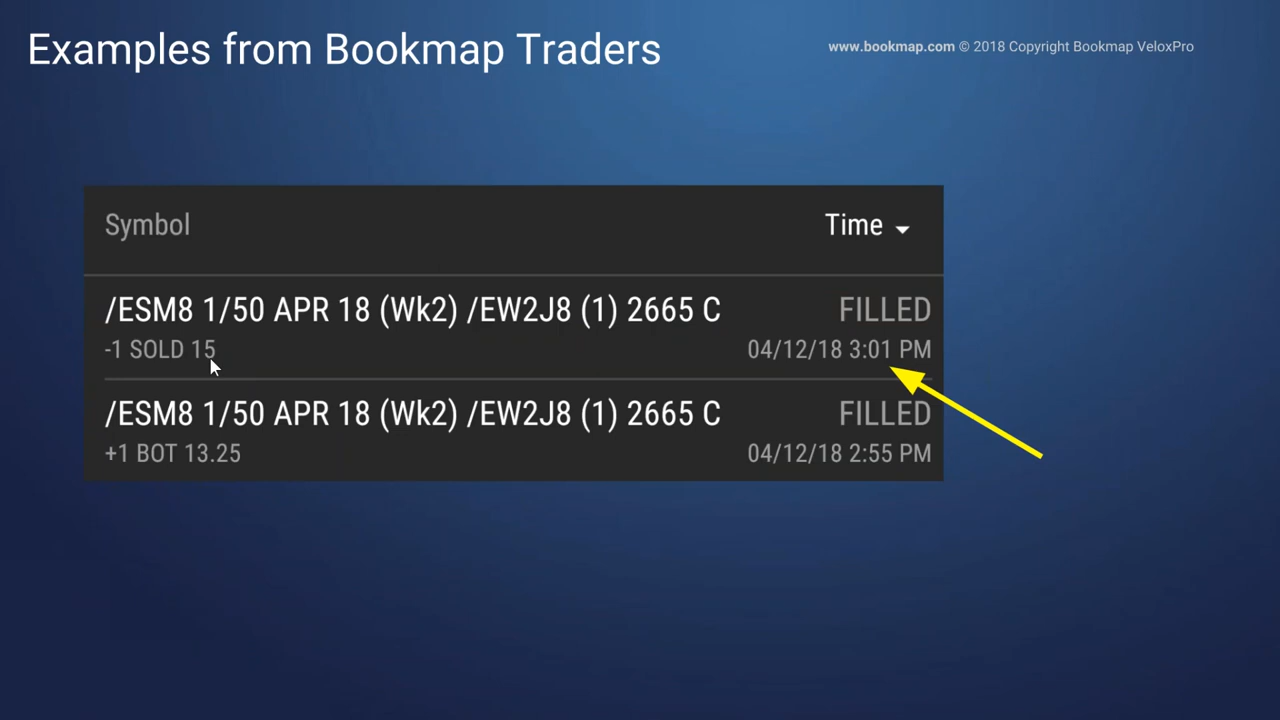 Examples from Bookmap Traders
www.bookmap.com © 2018 Copyright Bookmap VeloxPro
Symbol Time
/ESM8 1/50 APR 18 (Wk2) /EW2J8 (1) 2665 C FILLED
-1 SOLD 15 04/12/18 3:01 PM
/ESM8 1/50 APR 18 (Wk2) /EW2J8 (1) 2665 C FILLED
+1 BOT 13.25 04/12/18 2:55 PM